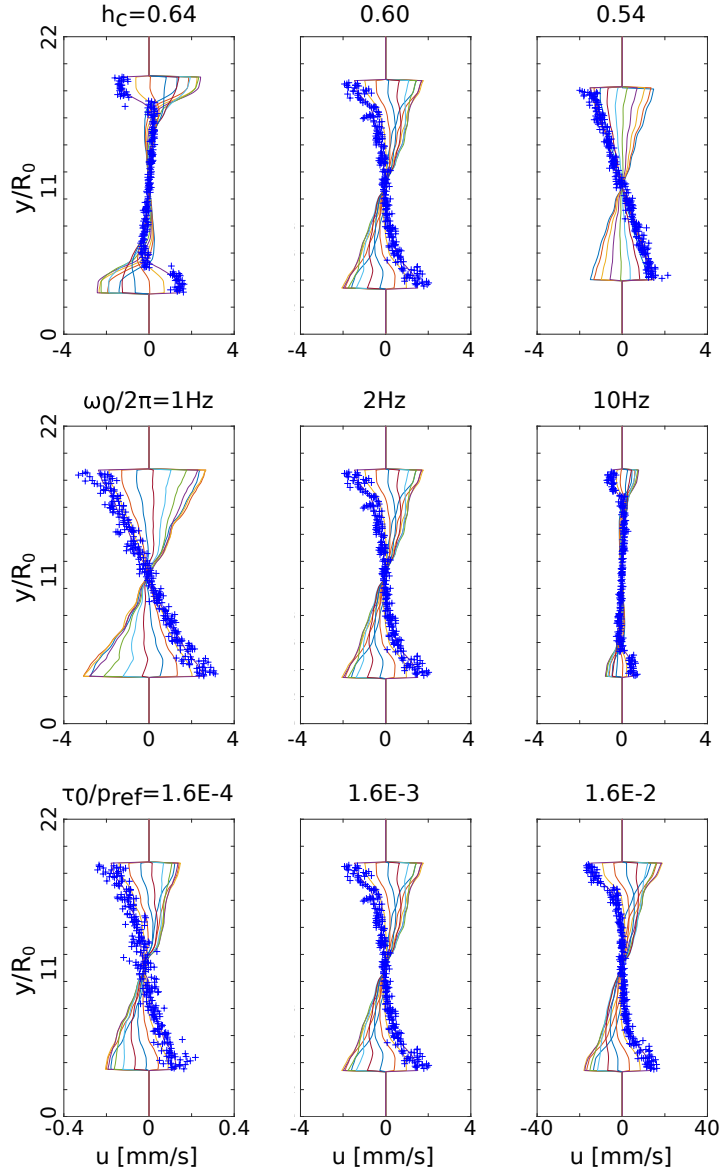 h_c=0.64 0.60 0.54
22
y/R_0
11
0
-4 0 4 -4 0 4 -4 0 4
ω_0/2π=1Hz 2Hz 10Hz
22
y/R_0
11
0
-4 0 4 -4 0 4 -4 0 4
τ_0/p_ref=1.6E-4 1.6E-3 1.6E-2
22
y/R_0
11
0
-0.4 0 0.4 -4 0 4 -40 0 40
u [mm/s] u [mm/s] u [mm/s]